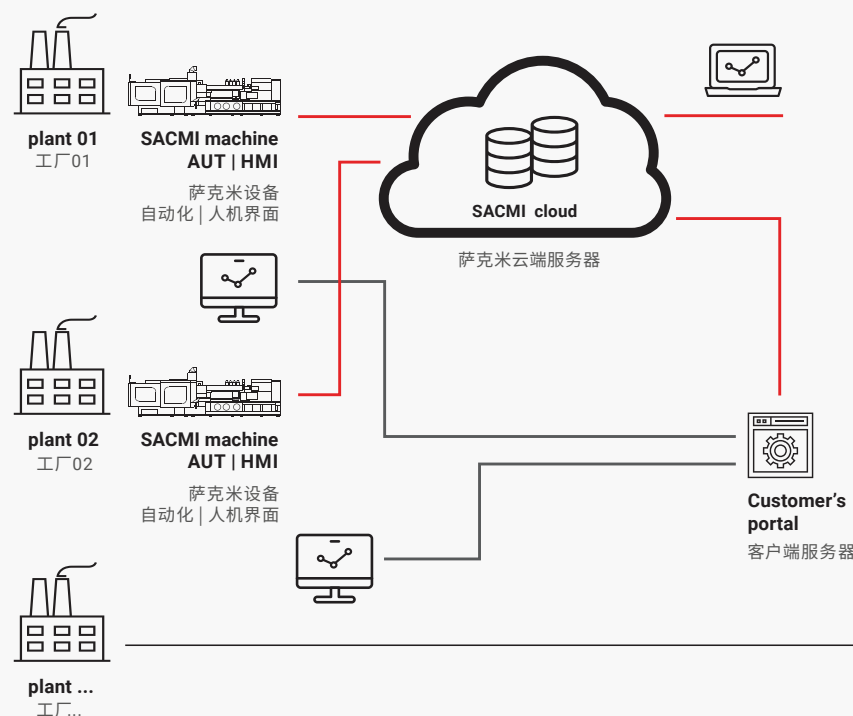 plant 01
工厂01
SACMI machine
AUT | HMI
萨克米设备
自动化 | 人机界面
SACMI cloud
萨克米云端服务器
plant 02
工厂02
SACMI machine
AUT | HMI
萨克米设备
自动化 | 人机界面
Customer's
portal
客户端服务器
plant ...
工厂...